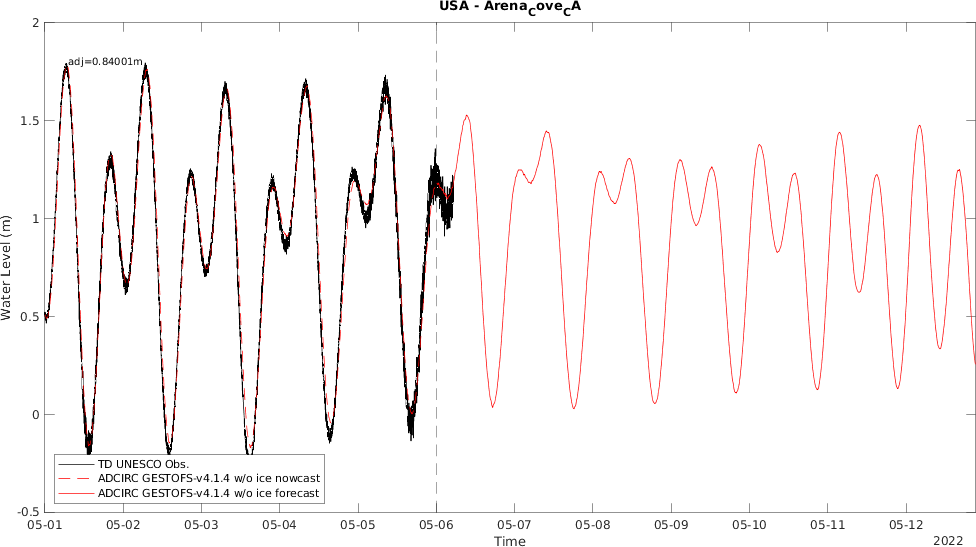 USA - ArenaCoveCA
adj=0.84001m
2
1.5
1
0.5
0
-0.5
Water Level (m)
TD UNESCO Obs.
ADCIRC GESTOFS-v4.1.4 w/o ice nowcast
ADCIRC GESTOFS-v4.1.4 w/o ice forecast
05-01 05-02 05-03 05-04 05-05 05-06 05-07 05-08 05-09 05-10 05-11 05-12
Time
2022